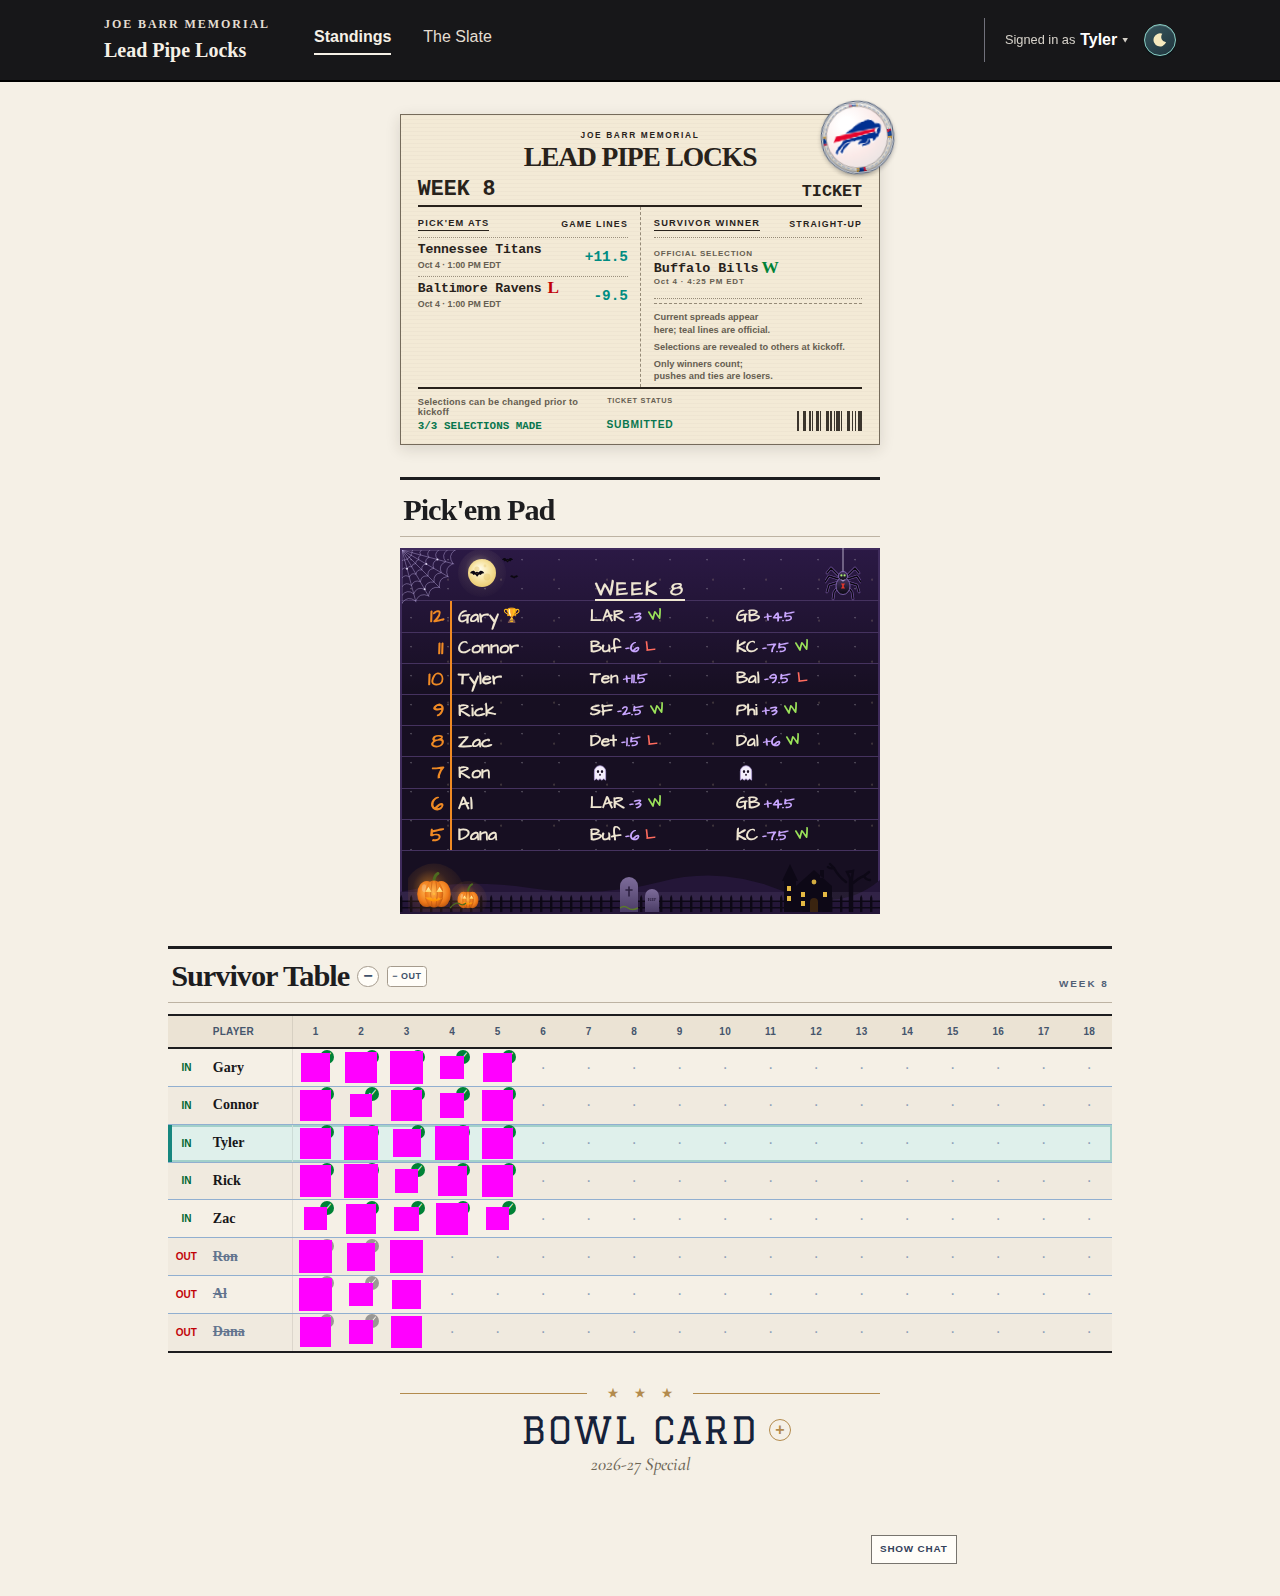 JOE BARR MEMORIAL
Lead Pipe Locks
Standings
The Slate
Signed in as Tyler
JOE BARR MEMORIAL
LEAD PIPE LOCKS
WEEK 8
TICKET
PICK'EM ATS
GAME LINES
Tennessee Titans
Oct 4 · 1:00 PM EDT
+11.5
Baltimore Ravens L
Oct 4 · 1:00 PM EDT
-9.5
SURVIVOR WINNER
STRAIGHT-UP
OFFICIAL SELECTION
Buffalo Bills W
Oct 4 · 4:25 PM EDT
Current spreads appear
here; teal lines are official.
Selections are revealed to others at kickoff.
Only winners count;
pushes and ties are losers.
Selections can be changed prior to
kickoff
3/3 SELECTIONS MADE
TICKET STATUS
SUBMITTED
Pick'em Pad
WEEK 8
12 Gary LAR -3 W GB +4.5
11 Connor Buf -6 L KC -7.5 W
10 Tyler Ten +11.5 Bal -9.5 L
9 Rick SF -2.5 W Phi +3 W
8 Zac Det -1.5 L Dal +6 W
7 Ron
6 Al LAR -3 W GB +4.5
5 Dana Buf -6 L KC -7.5 W
Survivor Table
− OUT
WEEK 8
PLAYER 1 2 3 4 5 6 7 8 9 10 11 12 13 14 15 16 17 18
IN Gary
IN Connor
IN Tyler
IN Rick
IN Zac
OUT Ron
OUT Al
OUT Dana
BOWL CARD
2026-27 Special
SHOW CHAT